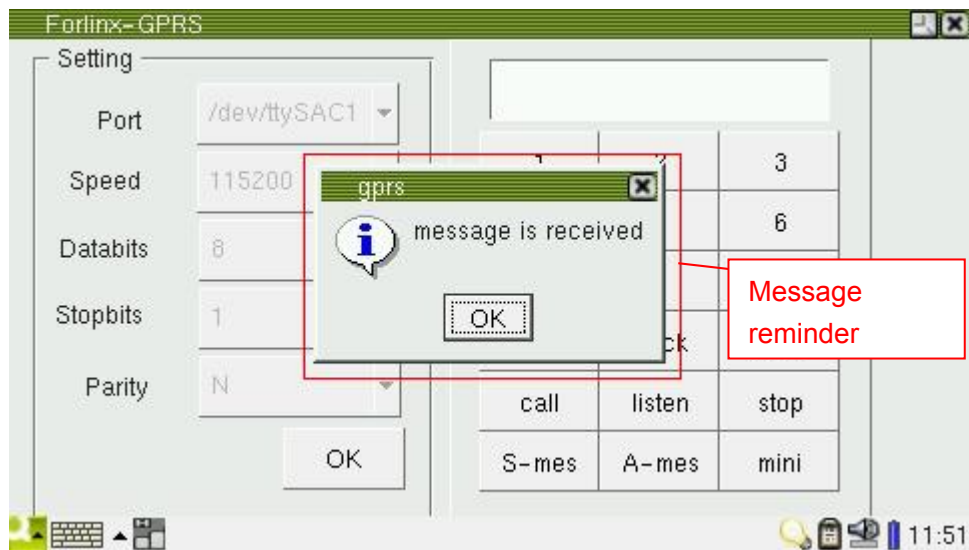 Forlinx-GPRS
Setting
Port
/dev/ttySAC1
Speed
115200
Databits
8
Stopbits
1
Parity
N
OK
3
6
call
listen
stop
S-mes
A-mes
mini
gprs
message is received
OK
Message
reminder
11:51